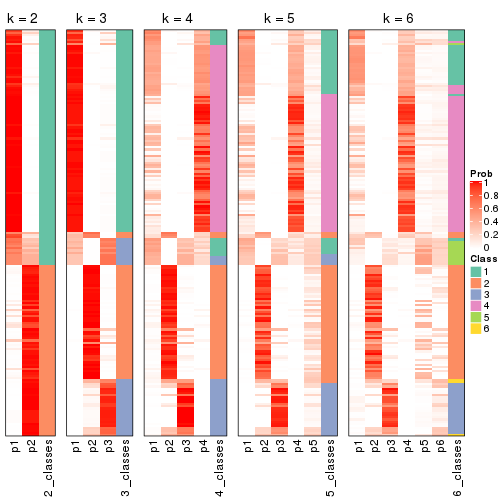 k = 2
k = 3
k = 4
k = 5
k = 6
p1
p2
2_classes
p1
p2
p3
3_classes
p1
p2
p3
p4
4_classes
p1
p2
p3
p4
p5
5_classes
p1
p2
p3
p4
p5
p6
6_classes
Prob
1
0.8
0.6
0.4
0.2
0
Class
1
2
3
4
5
6